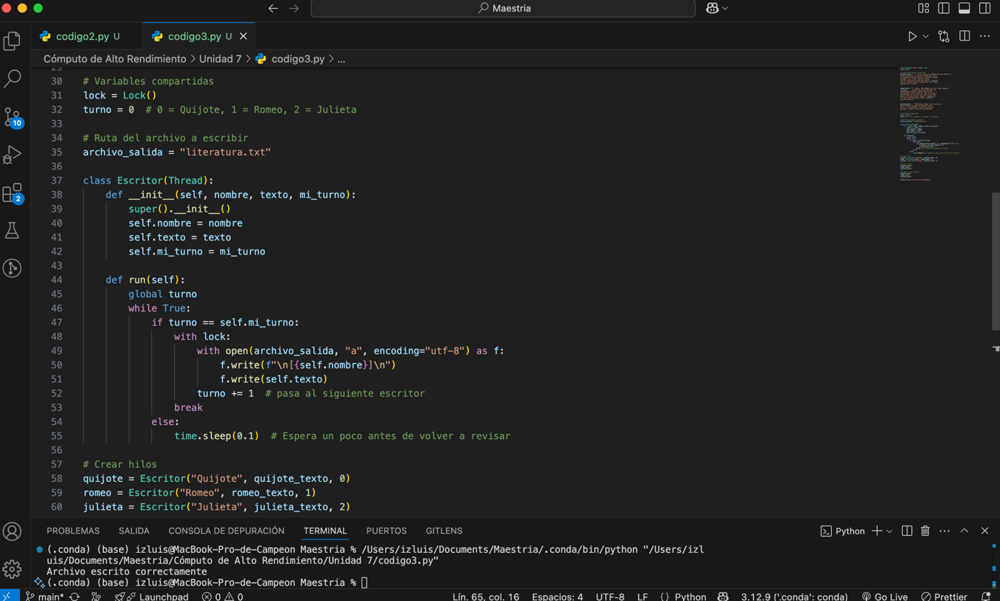 Maestria
codigo2.py U
codigo3.py U
Cómputo de Alto Rendimiento > Unidad 7 > codigo3.py > ...
29
30 # Variables compartidas
31 lock = Lock()
32 turno = 0  # 0 = Quijote, 1 = Romeo, 2 = Julieta
33
34 # Ruta del archivo a escribir
35 archivo_salida = "literatura.txt"
36
37 class Escritor(Thread):
38     def __init__(self, nombre, texto, mi_turno):
39         super().__init__()
40         self.nombre = nombre
41         self.texto = texto
42         self.mi_turno = mi_turno
43
44     def run(self):
45         global turno
46         while True:
47             if turno == self.mi_turno:
48                 with lock:
49                     with open(archivo_salida, "a", encoding="utf-8") as f:
50                         f.write(f"\n[{self.nombre}]\n")
51                         f.write(self.texto)
52                     turno += 1  # pasa al siguiente escritor
53                 break
54             else:
55                 time.sleep(0.1)  # Espera un poco antes de volver a revisar
56
57 # Crear hilos
58 quijote = Escritor("Quijote", quijote_texto, 0)
59 romeo = Escritor("Romeo", romeo_texto, 1)
60 julieta = Escritor("Julieta", julieta_texto, 2)
10
2
PROBLEMAS SALIDA CONSOLA DE DEPURACIÓN TERMINAL PUERTOS GITLENS
Python
(.conda) (base) izluis@MacBook-Pro-de-Campeon Maestria % /Users/izluis/Documents/Maestria/.conda/bin/python "/Users/izl
uis/Documents/Maestria/Cómputo de Alto Rendimiento/Unidad 7/codigo3.py"
Archivo escrito correctamente
(.conda) (base) izluis@MacBook-Pro-de-Campeon Maestria %
main* Launchpad 0 0 Lín. 65, col. 16 Espacios: 4 UTF-8 LF {} Python 3.12.9 ('.conda': conda) Go Live Prettier